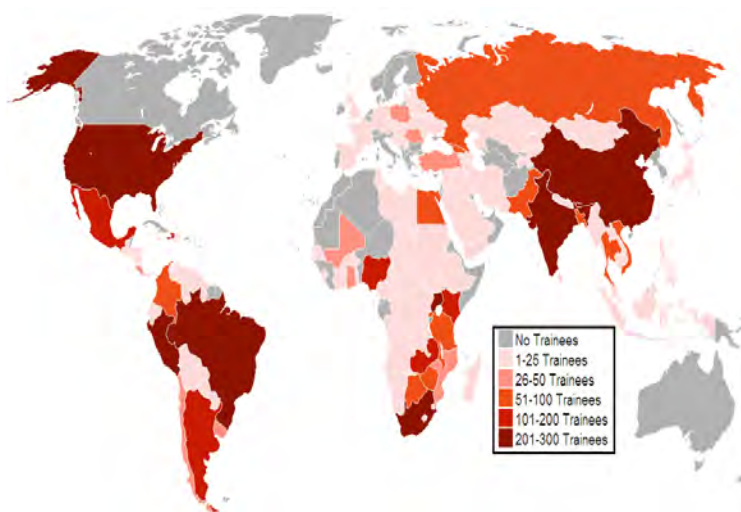 No Trainees
1-25 Trainees
26-50 Trainees
51-100 Trainees
101-200 Trainees
201-300 Trainees